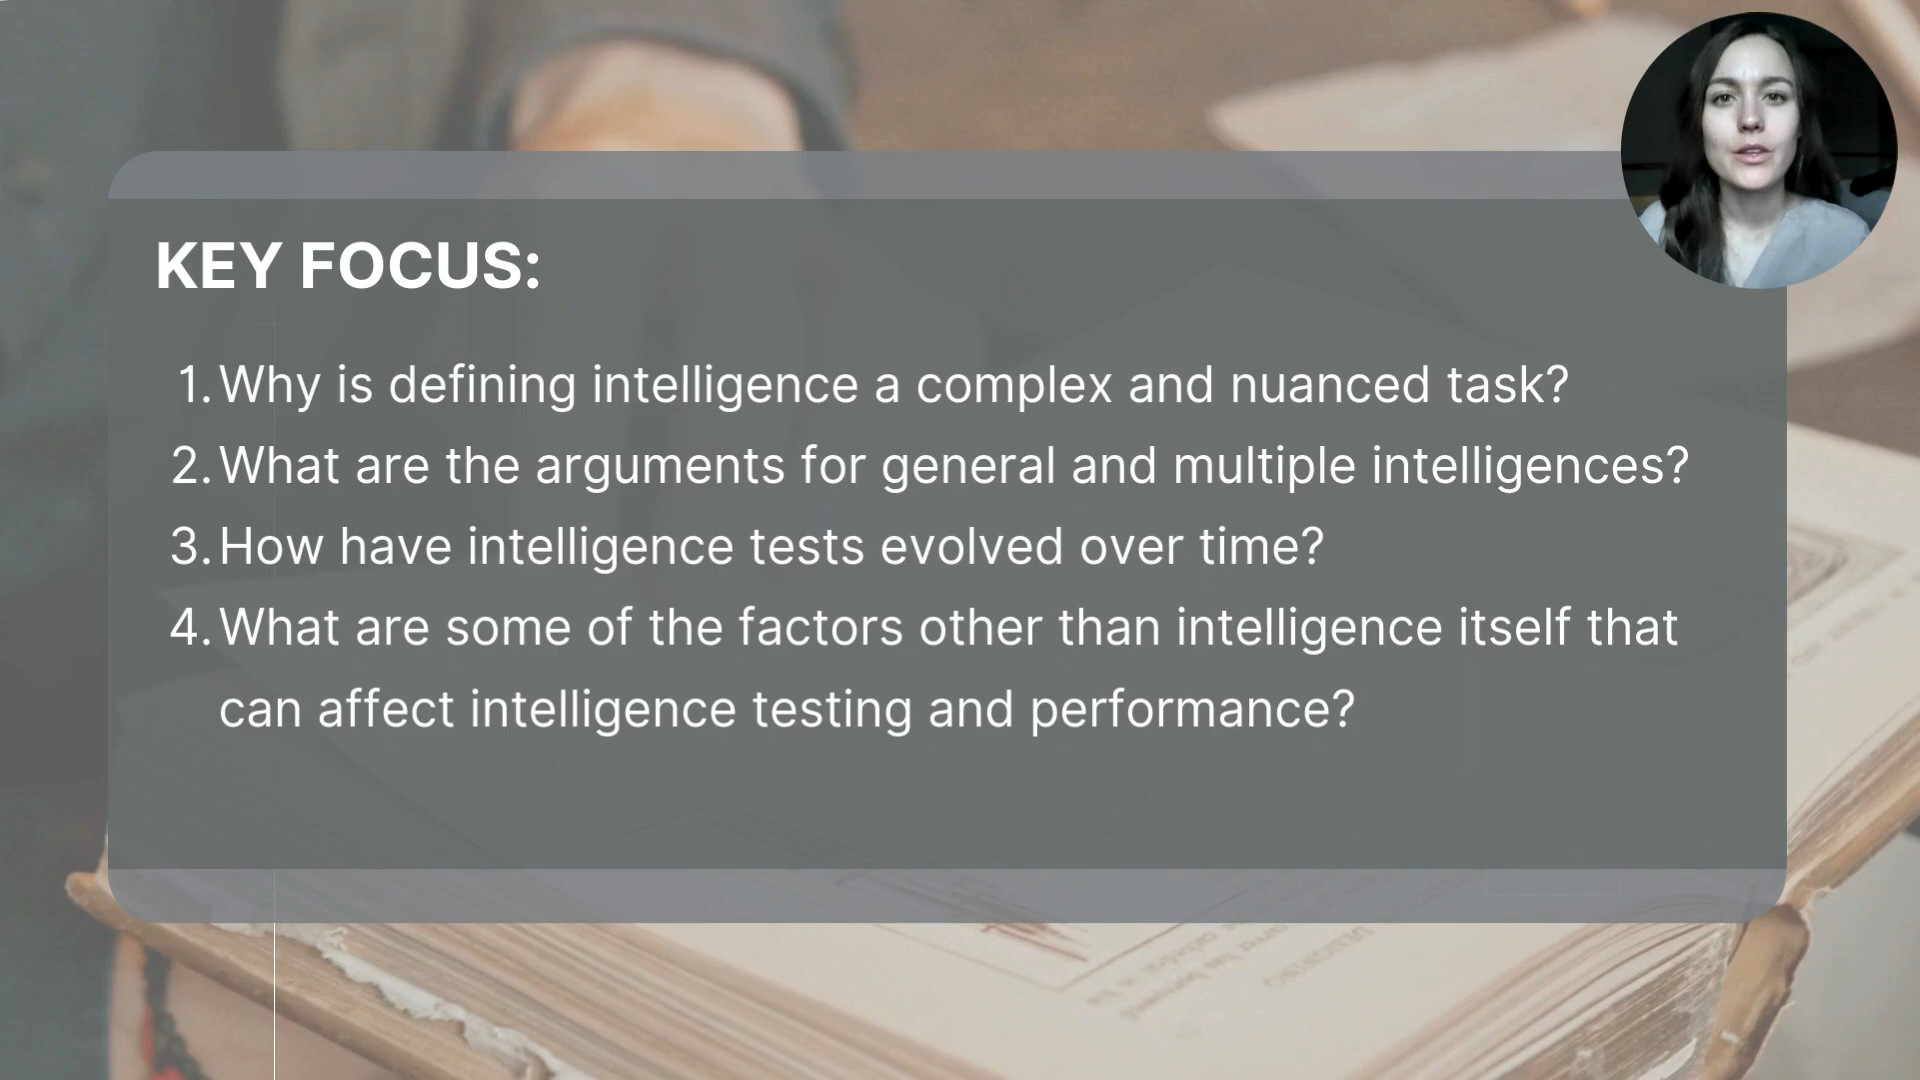 KEY FOCUS:
1. Why is defining intelligence a complex and nuanced task?
2. What are the arguments for general and multiple intelligences?
3. How have intelligence tests evolved over time?
4. What are some of the factors other than intelligence itself that
can affect intelligence testing and performance?